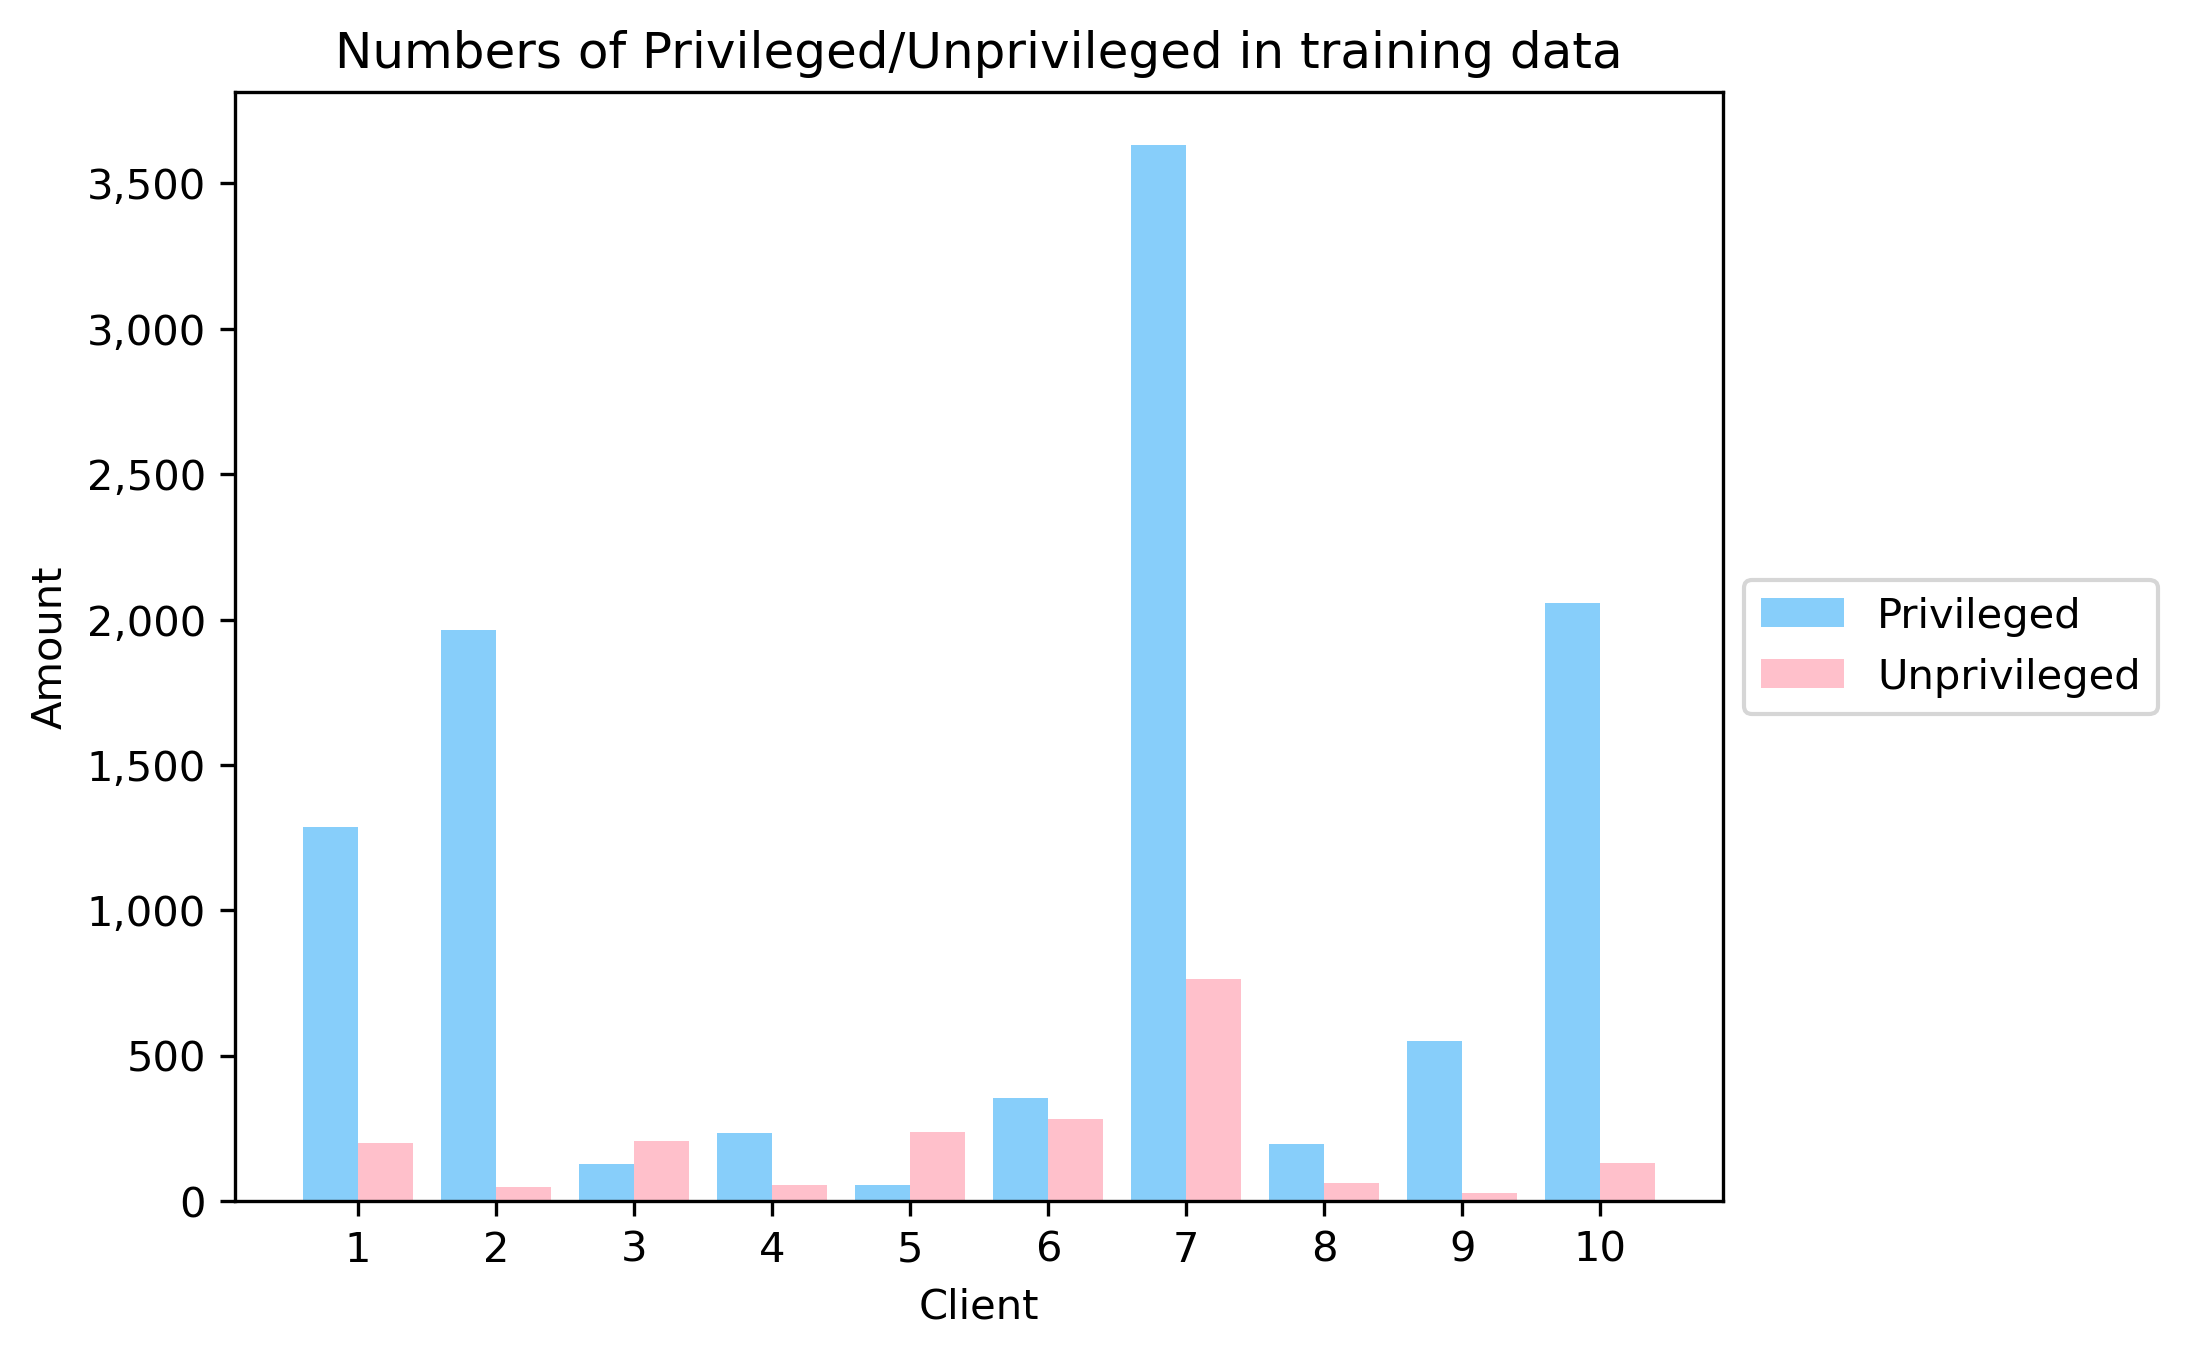 Numbers of Privileged/Unprivileged in training data
3,500
3,000
2,500
2,000
1,500
1,000
500
0
Amount
1 2 3 4 5 6 7 8 9 10
Client
Privileged
Unprivileged